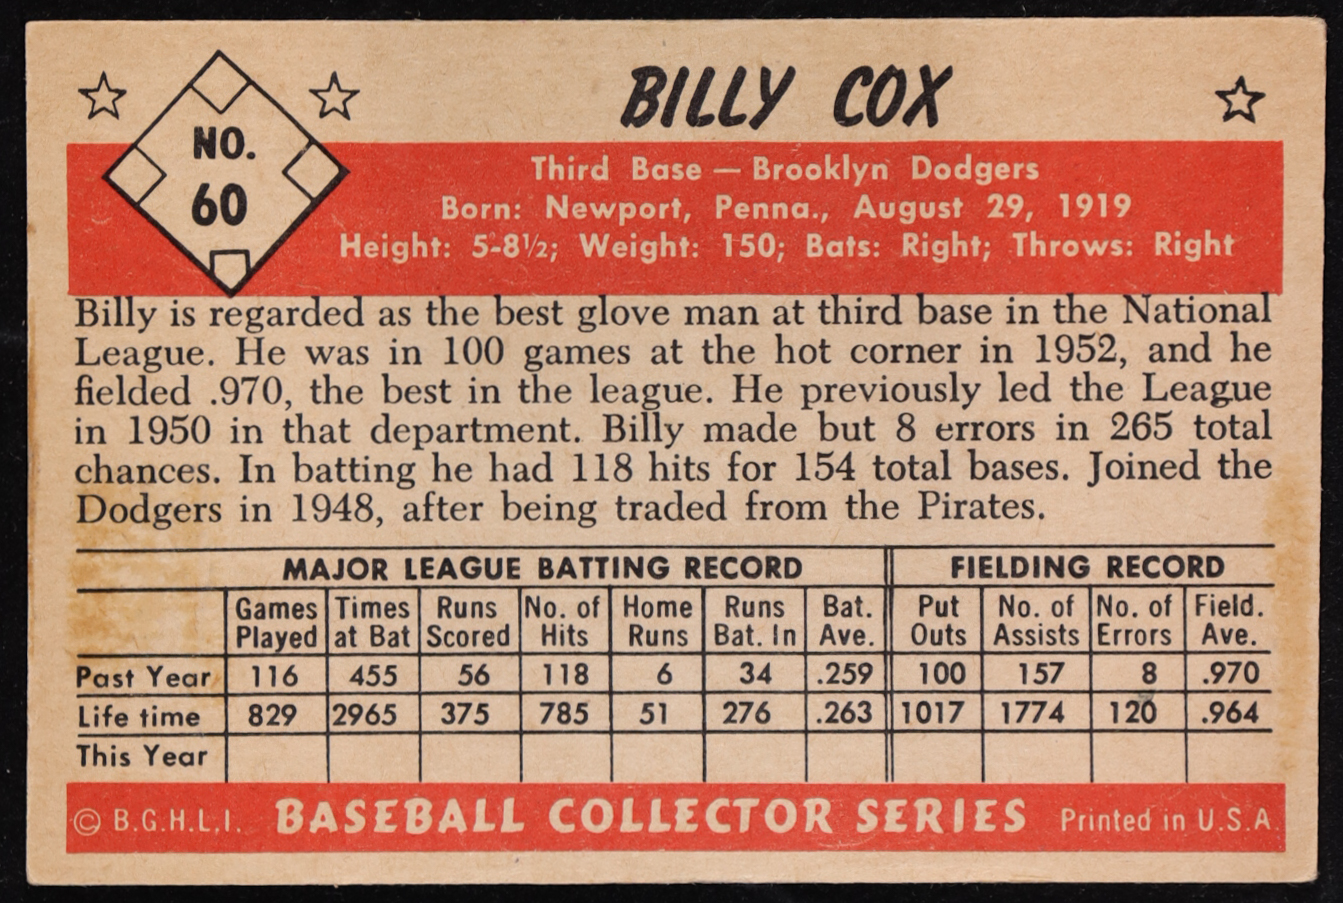 BILLY COX
NO.
60
Third Base — Brooklyn Dodgers
Born: Newport, Penna., August 29, 1919
Height: 5-8½; Weight: 150; Bats: Right; Throws: Right
Billy is regarded as the best glove man at third base in the National
League. He was in 100 games at the hot corner in 1952, and he
fielded .970, the best in the league. He previously led the League
in 1950 in that department. Billy made but 8 errors in 265 total
chances. In batting he had 118 hits for 154 total bases. Joined the
Dodgers in 1948, after being traded from the Pirates.
MAJOR LEAGUE BATTING RECORD FIELDING RECORD
Games Times Runs No. of Home Runs Bat. Put No. of No. of Field.
Played at Bat Scored Hits Runs Bat. In Ave. Outs Assists Errors Ave.
Past Year 116 455 56 118 6 34 .259 100 157 8 .970
Life time 829 2965 375 785 51 276 .263 1017 1774 120 .964
This Year
© B.G.H.L.I. BASEBALL COLLECTOR SERIES Printed in U.S.A.